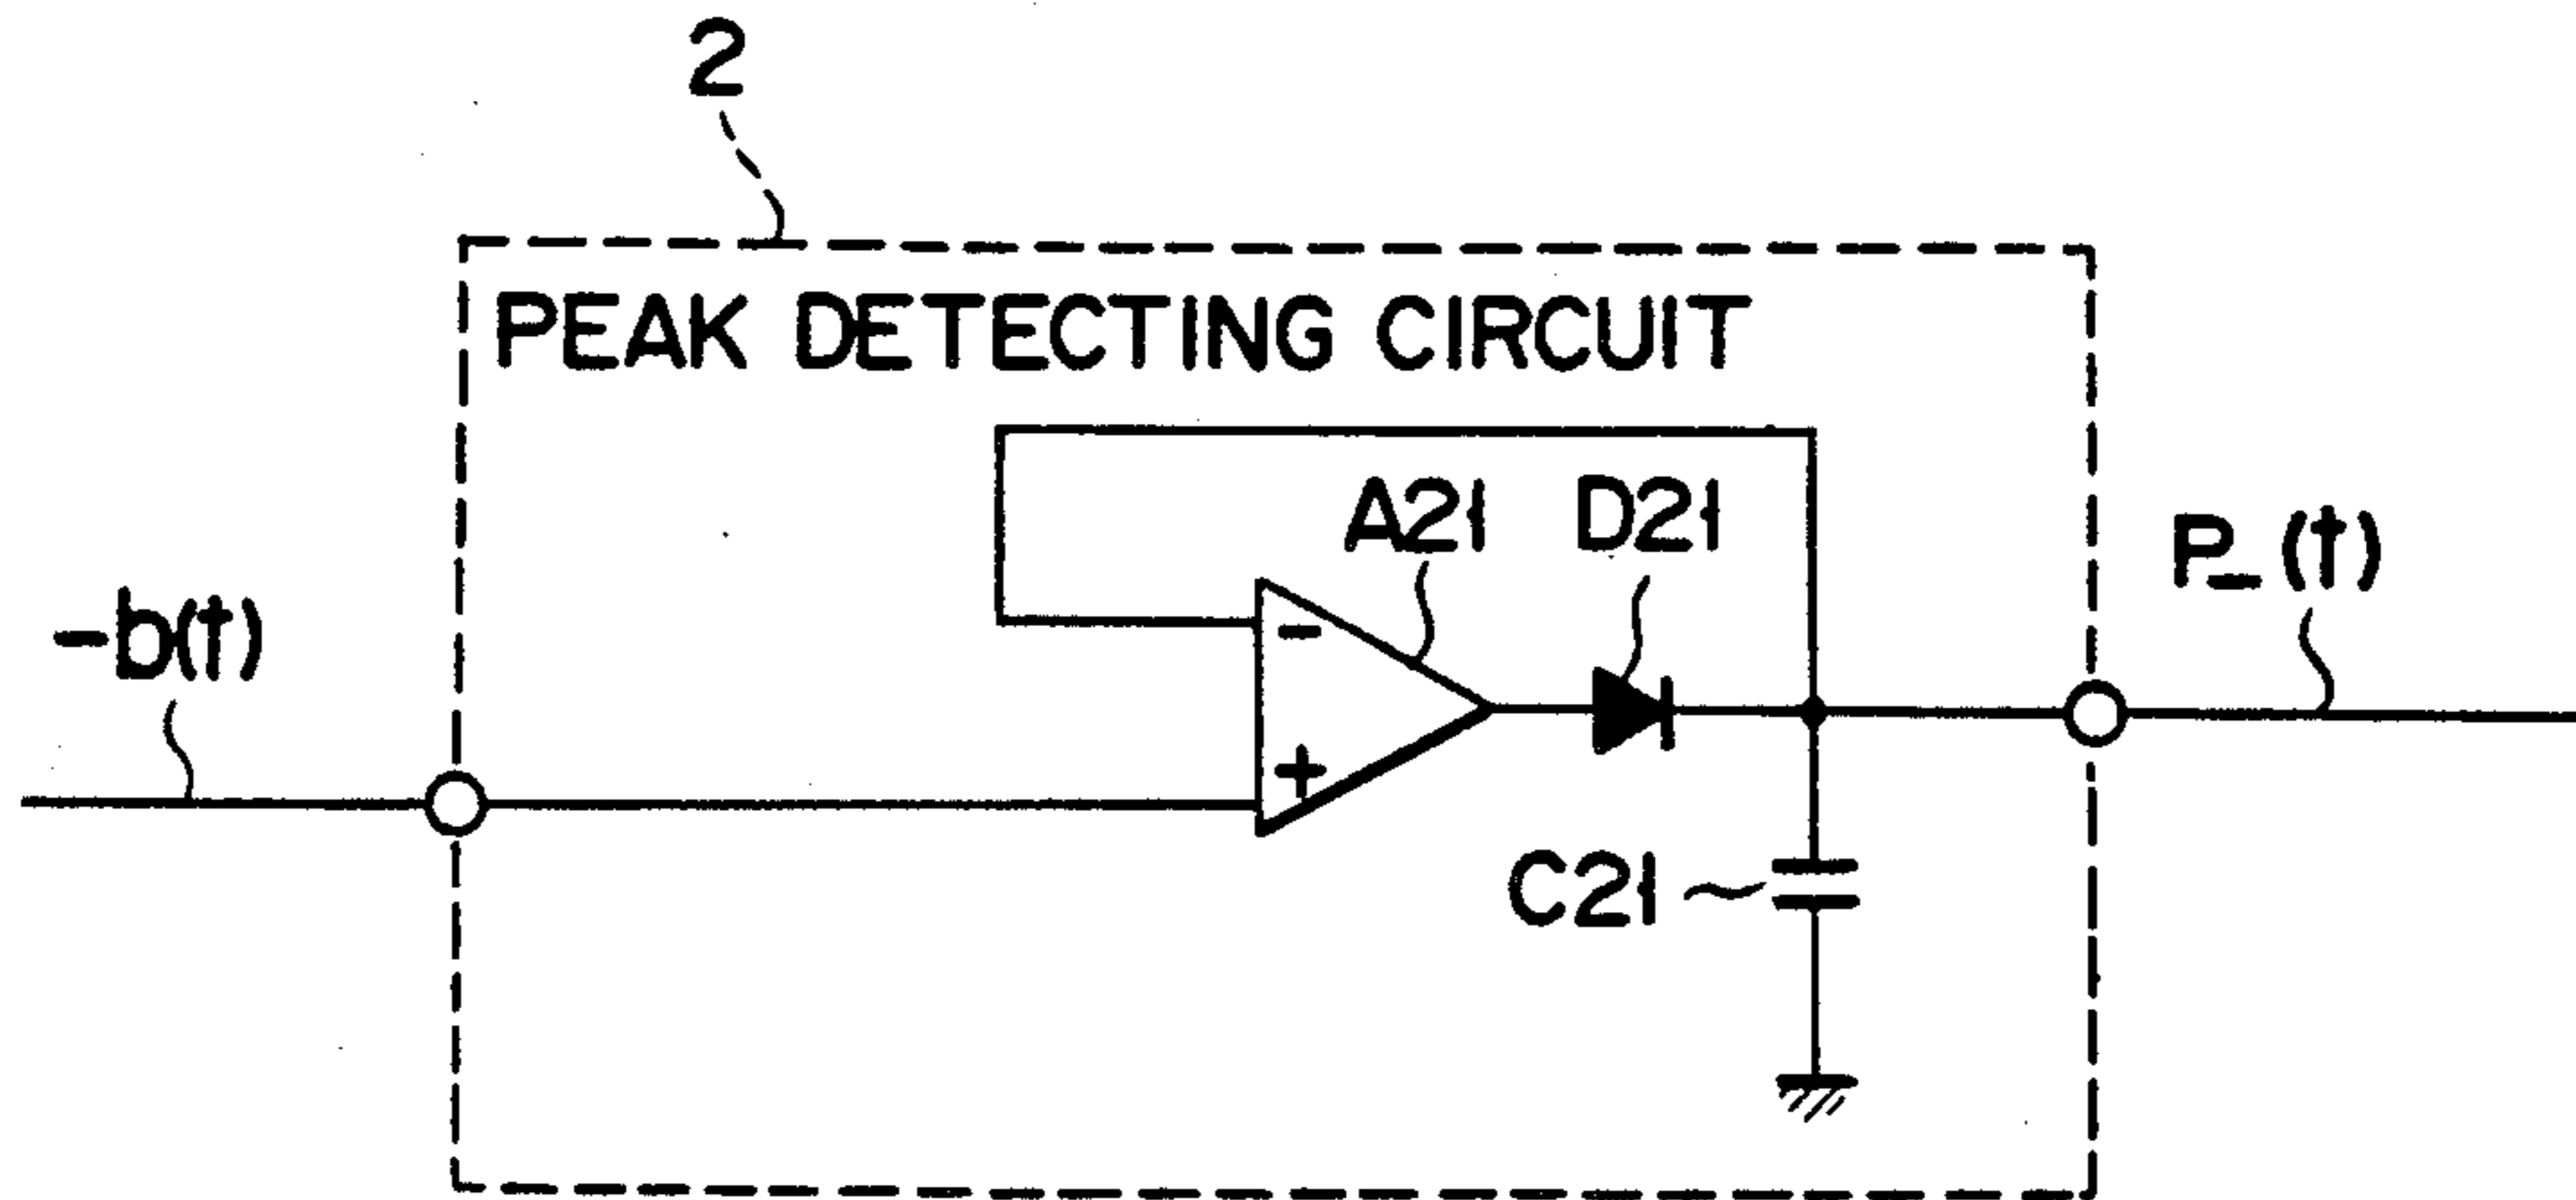 2
PEAK DETECTING CIRCUIT
A21
D21
P_(t)
-b(t)
-
+
C21